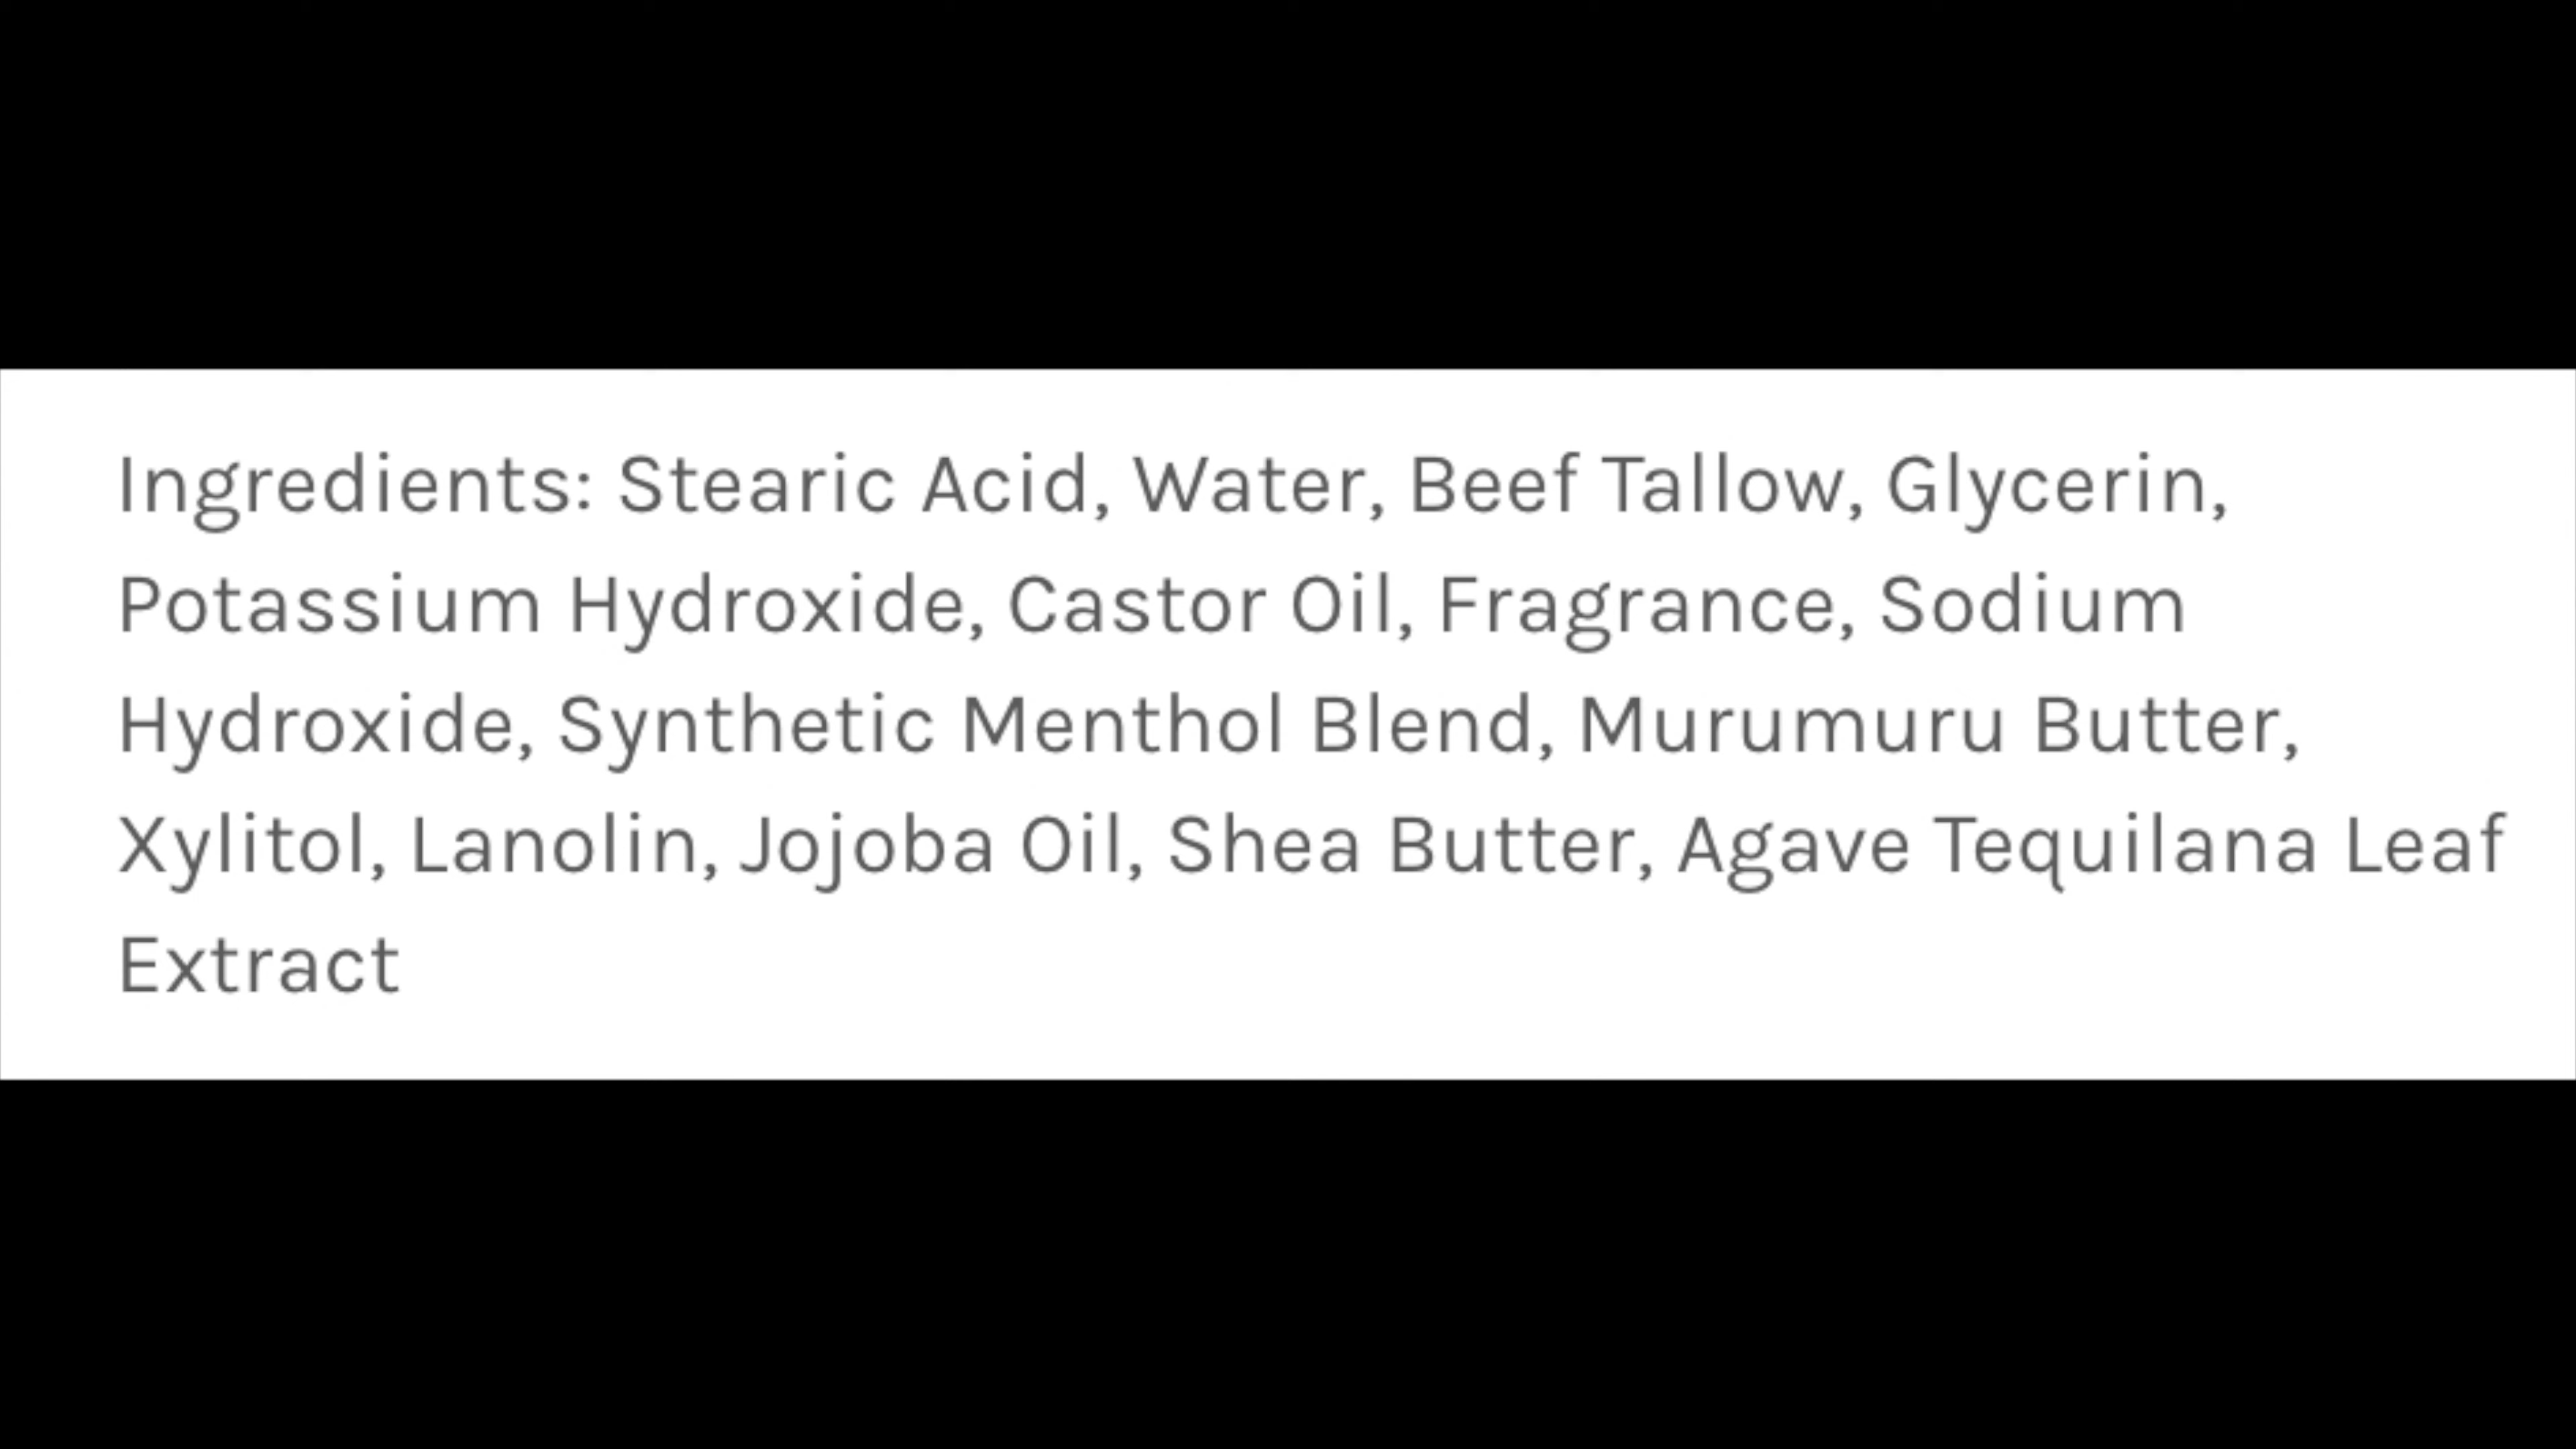 Ingredients: Stearic Acid, Water, Beef Tallow, Glycerin,
Potassium Hydroxide, Castor Oil, Fragrance, Sodium
Hydroxide, Synthetic Menthol Blend, Murumuru Butter,
Xylitol, Lanolin, Jojoba Oil, Shea Butter, Agave Tequilana Leaf
Extract